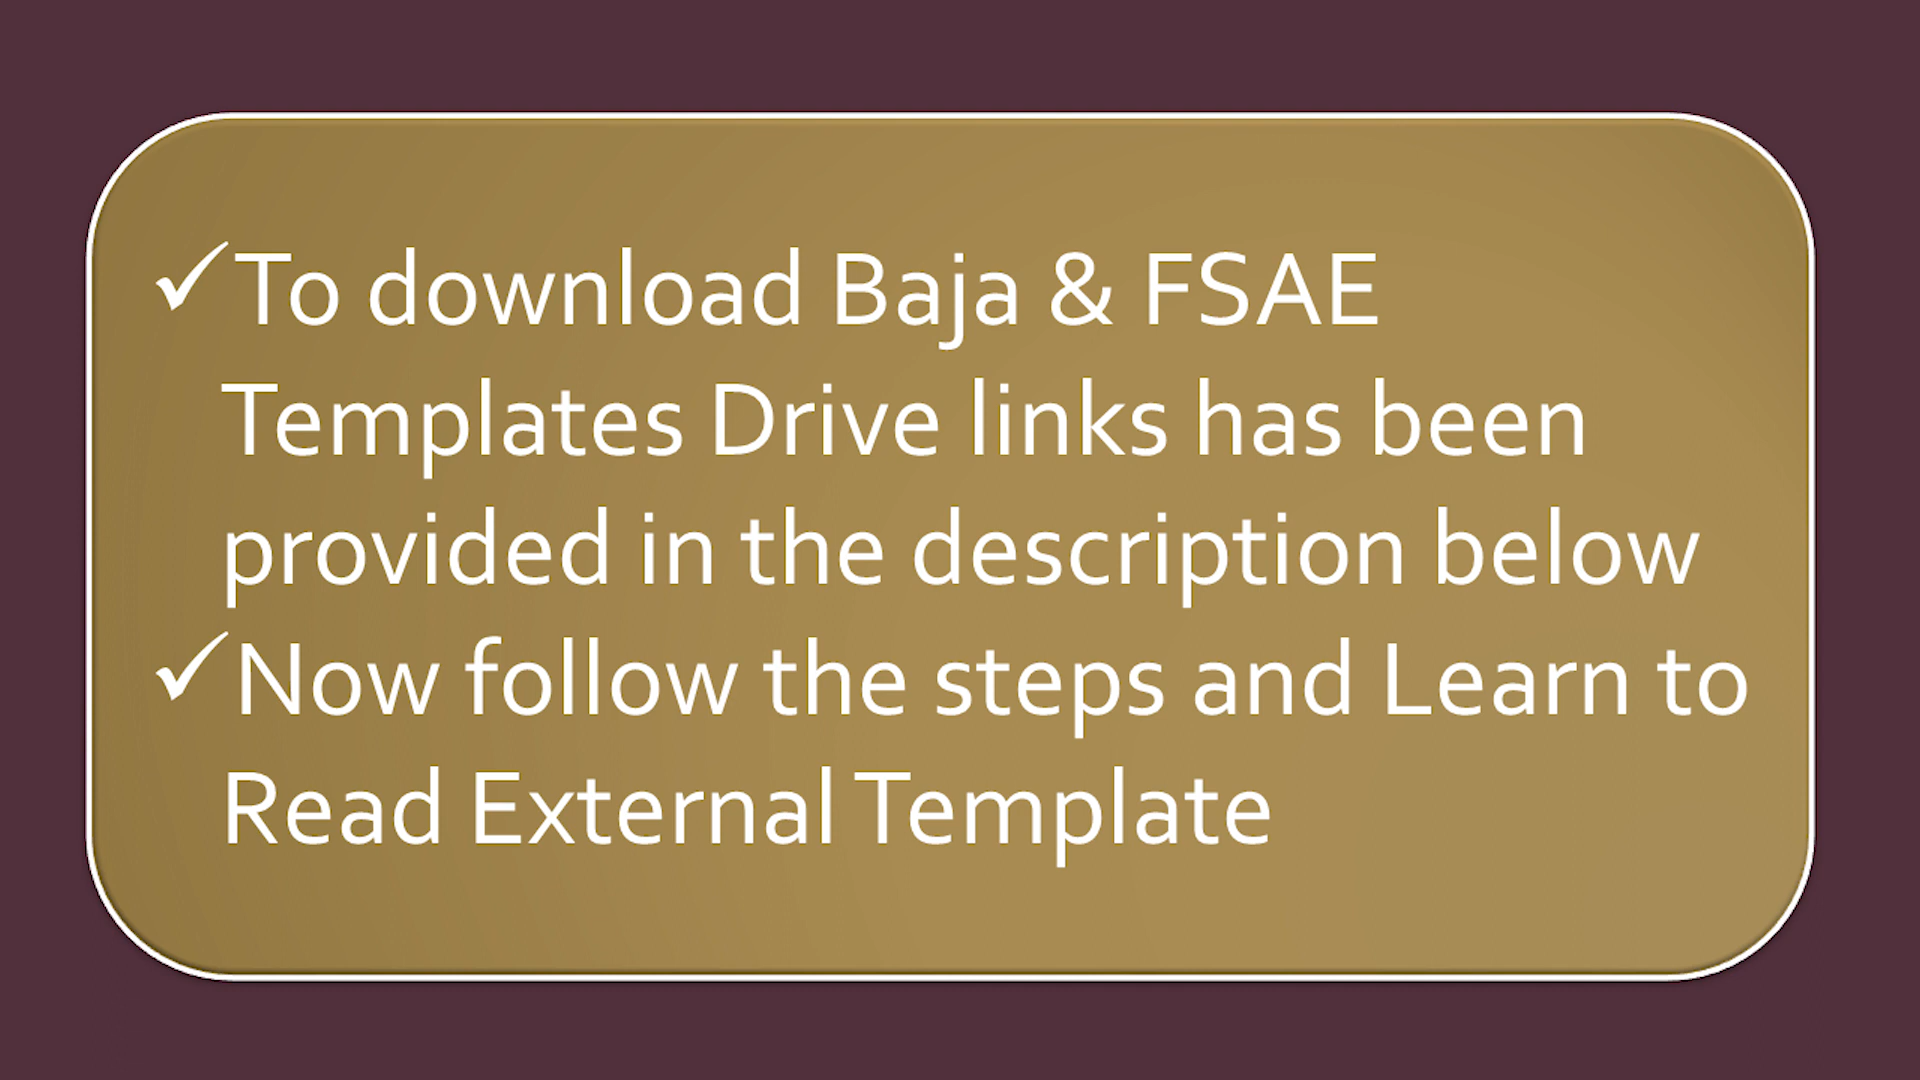 ✓To download Baja & FSAE
Templates Drive links has been
provided in the description below
✓Now follow the steps and Learn to
Read External Template